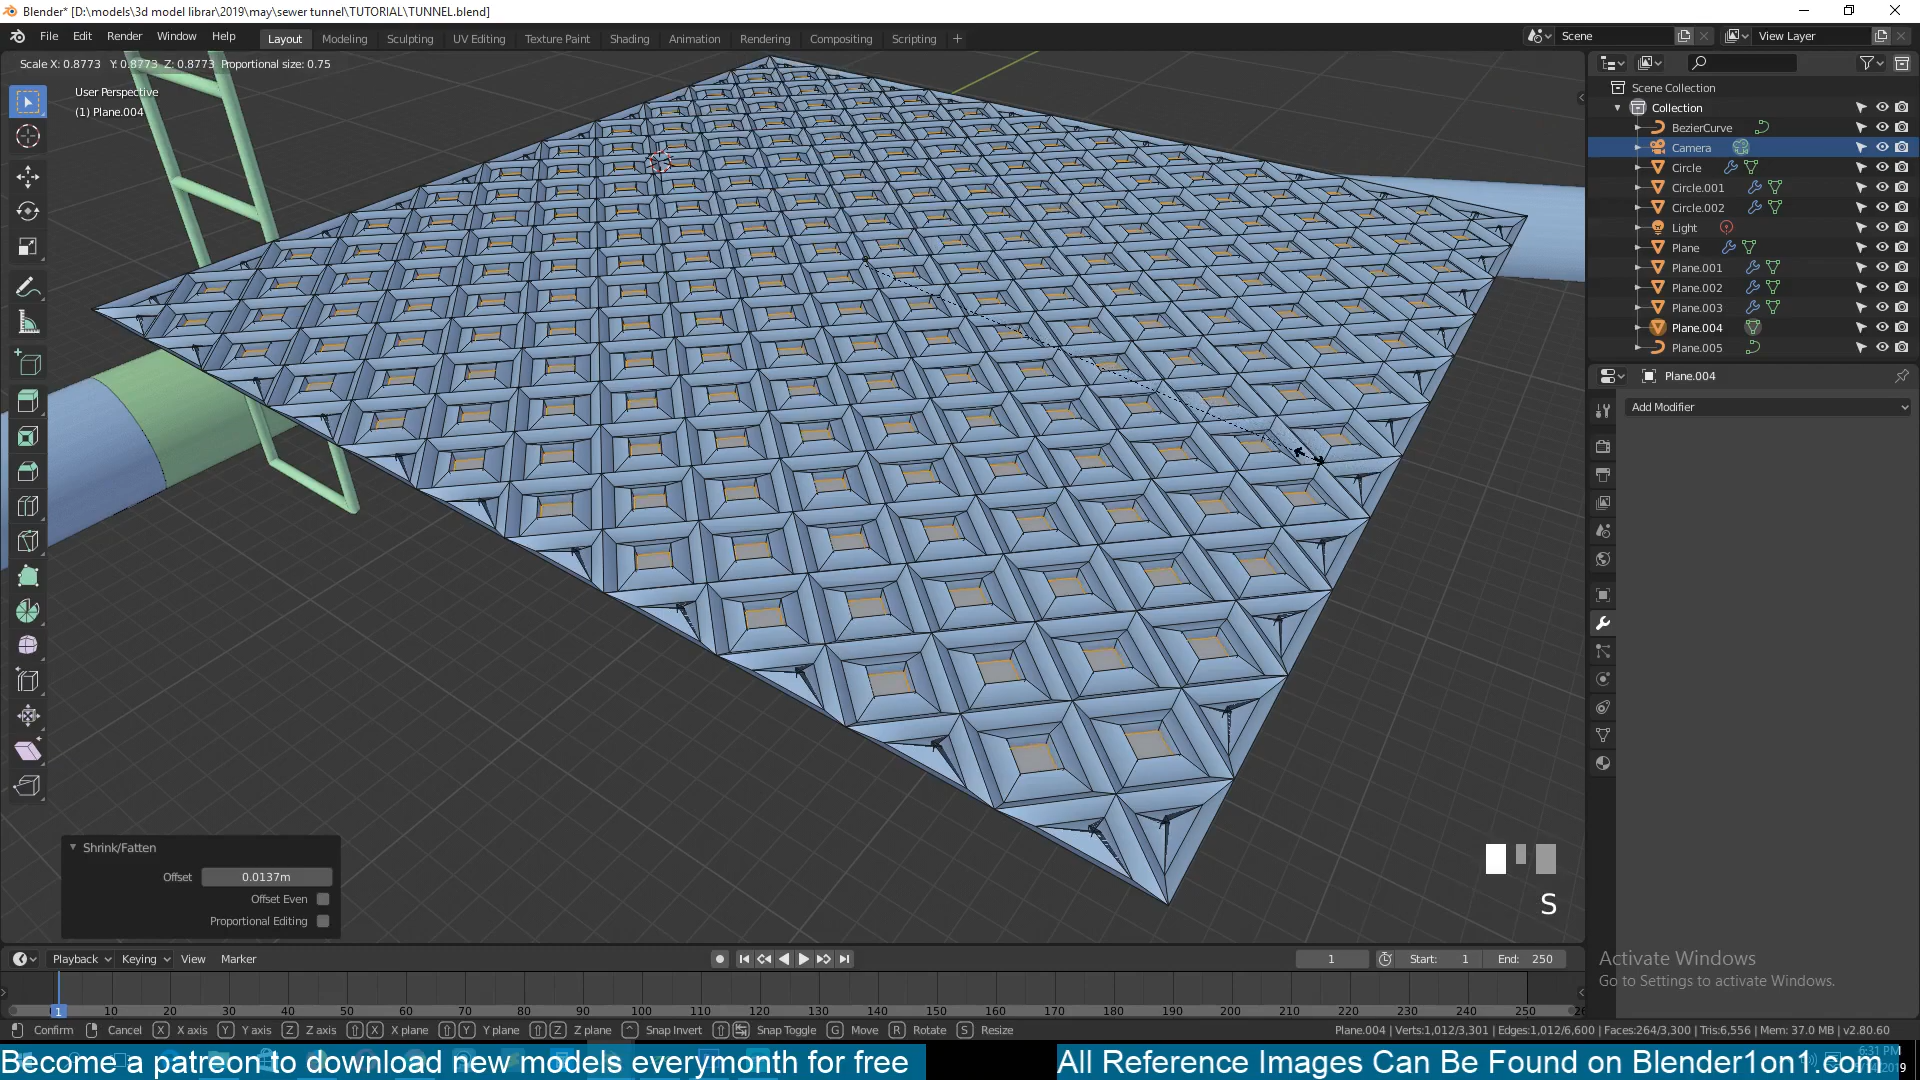 Blender* [D:\models\3d model librar\2019\may\sewer tunnel\TUTORIAL\TUNNEL.blend]
File Edit Render Window Help Layout Modeling Sculpting UV Editing Texture Paint Shading Animation Rendering Compositing Scripting + Scene View Layer
Scale X: 0.8773 Y: 0.8773 Z: 0.8773 Proportional size: 0.75
User Perspective
(1) Plane.004
Scene Collection
Collection
BezierCurve
Camera
Circle
Circle.001
Circle.002
Light
Plane
Plane.001
Plane.002
Plane.003
Plane.004
Plane.005
Plane.004
Add Modifier
Shrink/Fatten
Offset 0.0137m
Offset Even
Proportional Editing
S
Playback Keying View Marker 1 Start: 1 End: 250
1 10 20 30 40 50 60 70 80 90 100 110 120 130 140 150 160 170 180 190 200 210 220 230 240 250
Activate Windows
Go to Settings to activate Windows.
Confirm Cancel X X axis Y Y axis Z Z axis X X plane Y Y plane Z Z plane Snap Invert Snap Toggle G Move R Rotate S Resize Plane.004 | Verts:1,012/3,301 | Edges:1,012/6,600 | Faces:264/3,300 | Tris:6,556 | Mem: 37.0 MB | v2.80.60
Become a patreon to download new models everymonth for free All Reference Images Can Be Found on Blender1on1.com
6:31 PM